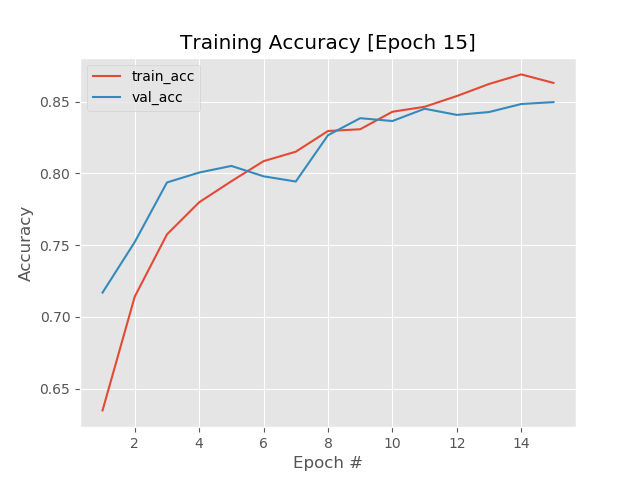 Training Accuracy [Epoch 15]
train_acc
val_acc
0.85
0.80
0.75
0.70
0.65
Accuracy
2 4 6 8 10 12 14
Epoch #